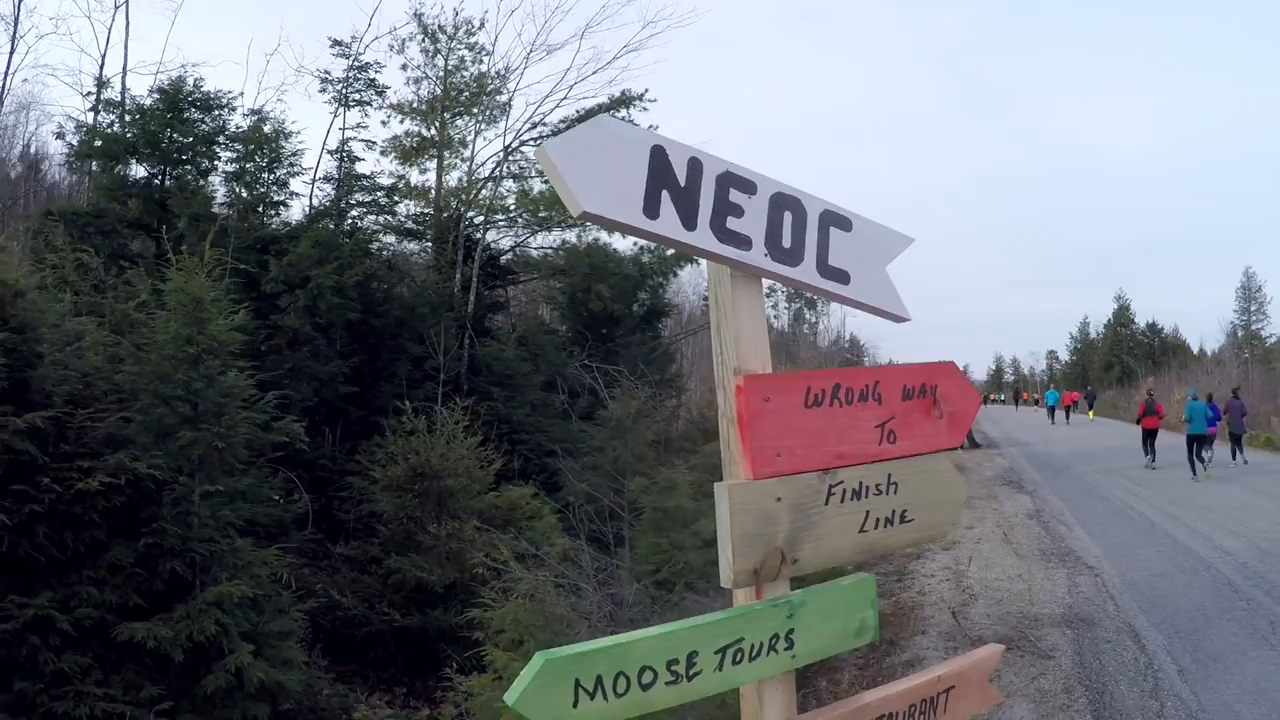 NEOC
WRONG WAY
TO
FINISH
LINE
MOOSE TOURS